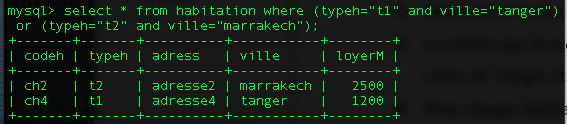 mysql> select * from habitation where (typeh="t1" and ville="tanger")
 or (typeh="t2" and ville="marrakech");
+-------+-------+----------+-----------+--------+
| codeh | typeh | adress   | ville     | loyerM |
+-------+-------+----------+-----------+--------+
| ch2   | t2    | adresse2 | marrakech |   2500 |
| ch4   | t1    | adresse4 | tanger    |   1200 |
+-------+-------+----------+-----------+--------+